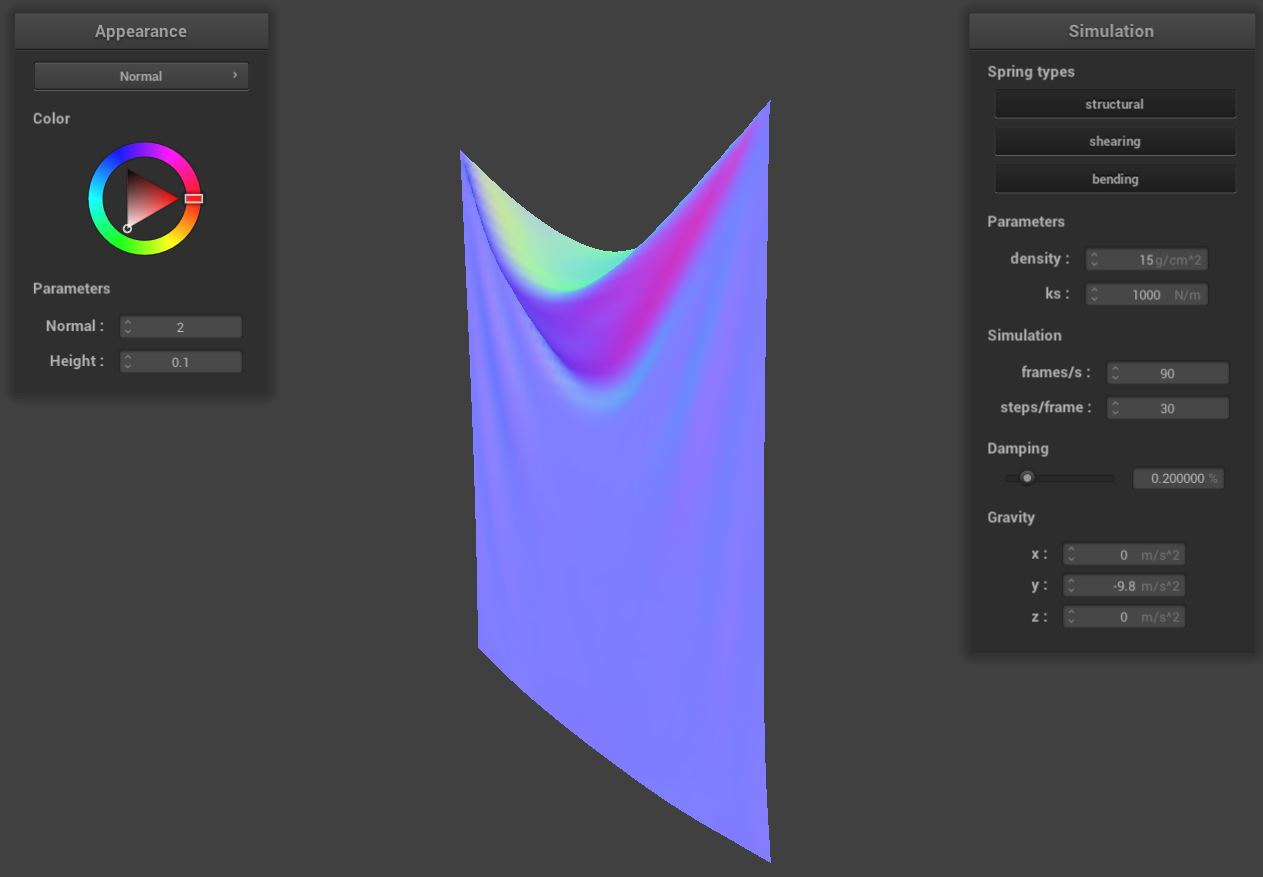 Appearance
Normal
Color
Parameters
Normal : 2
Height : 0.1
Simulation
Spring types
structural
shearing
bending
Parameters
density : 15 g/cm^2
ks : 1000 N/m
Simulation
frames/s : 90
steps/frame : 30
Damping
0.200000 %
Gravity
x : 0 m/s^2
y : -9.8 m/s^2
z : 0 m/s^2